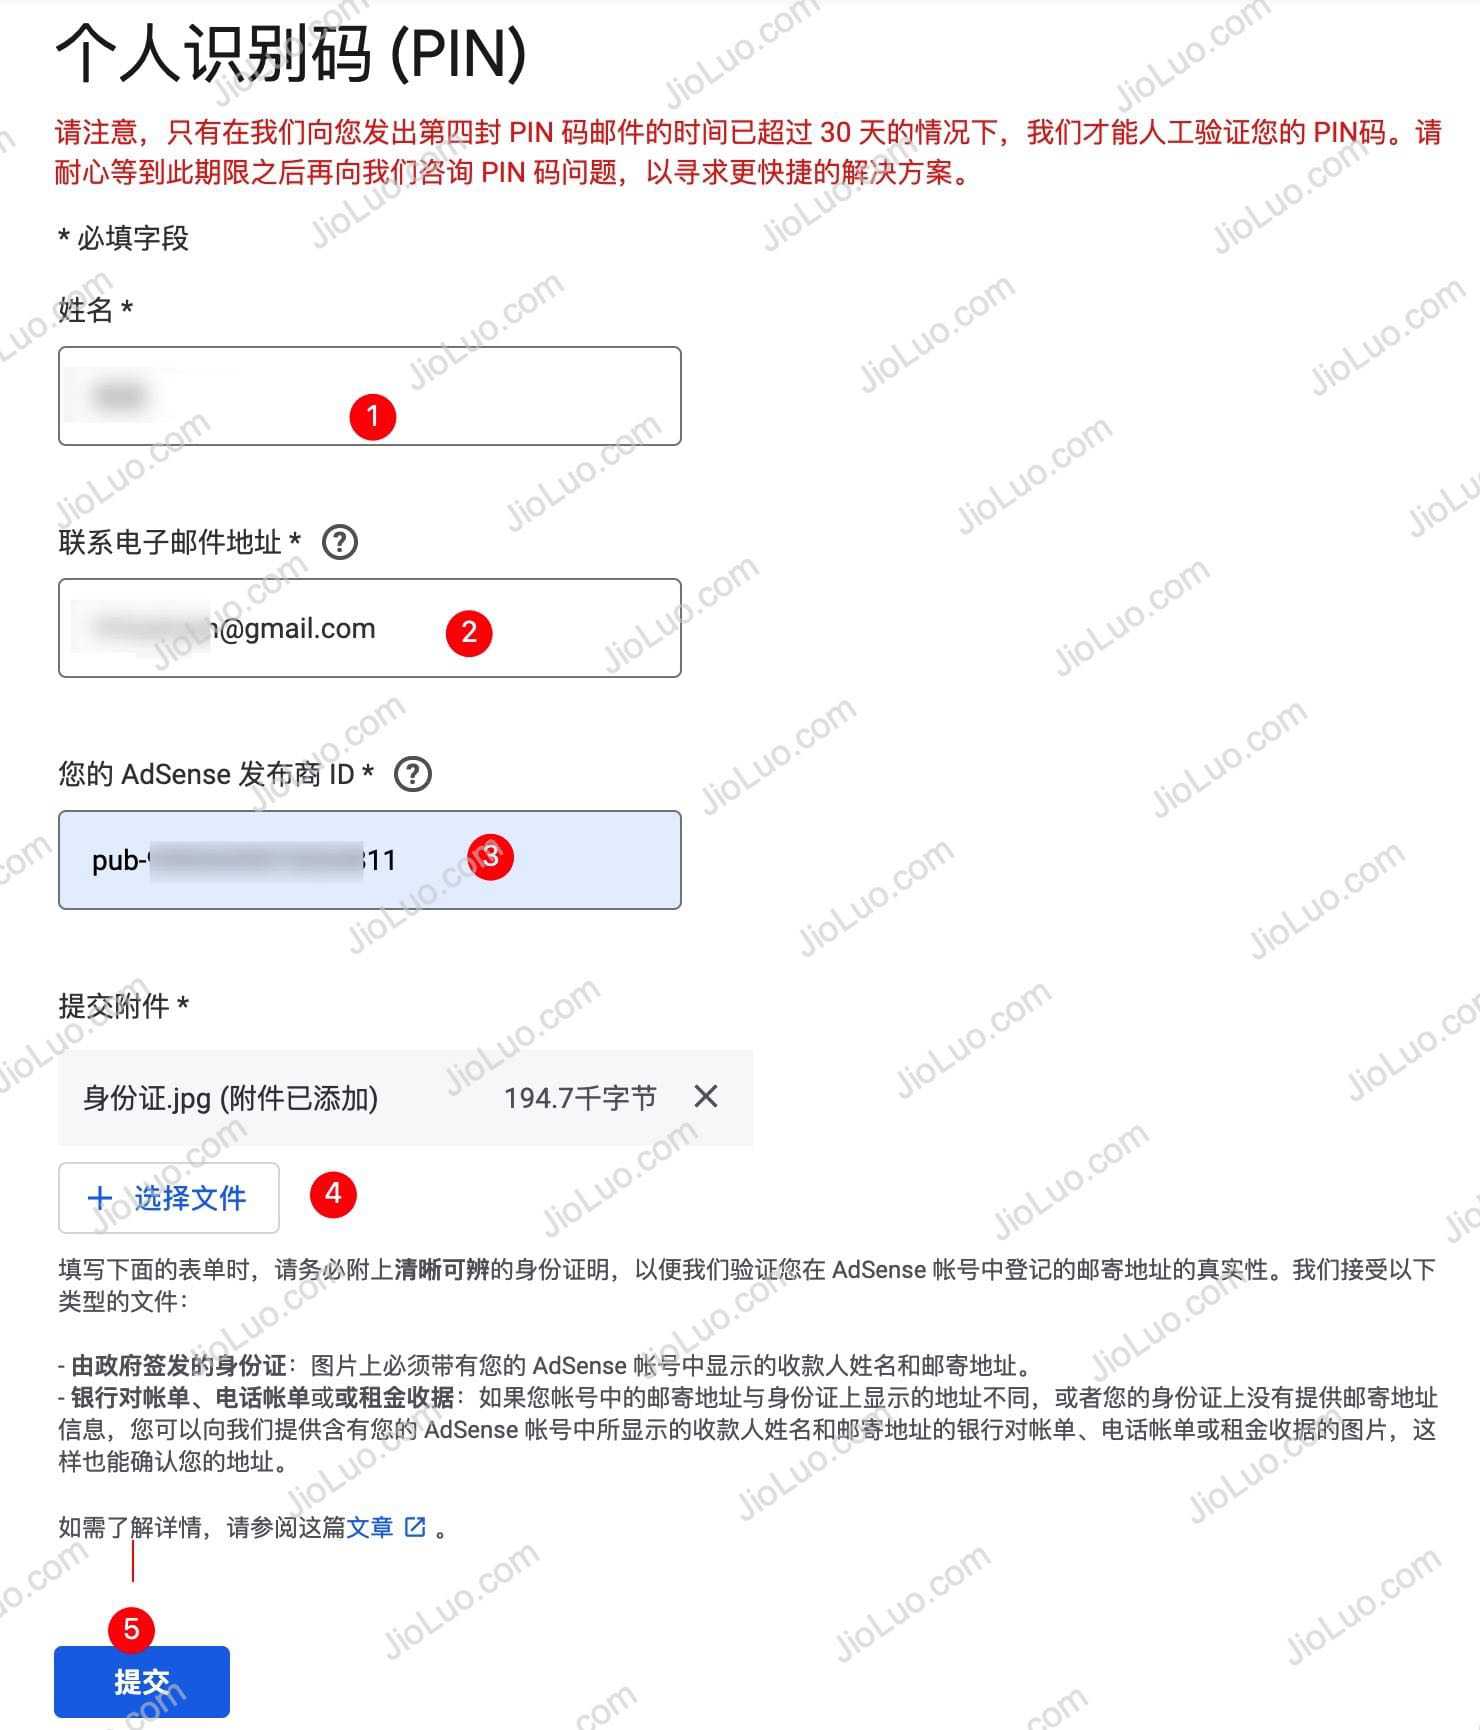 个人识别码 (PIN)
请注意，只有在我们向您发出第四封 PIN 码邮件的时间已超过 30 天的情况下，我们才能人工验证您的 PIN码。请
耐心等到此期限之后再向我们咨询 PIN 码问题，以寻求更快捷的解决方案。
* 必填字段
姓名 *
1
联系电子邮件地址 * ?
@gmail.com
2
您的 AdSense 发布商 ID * ?
pub- 11
3
提交附件 *
身份证.jpg (附件已添加) 194.7千字节 ×
+ 选择文件
4
填写下面的表单时，请务必附上清晰可辨的身份证明，以便我们验证您在 AdSense 帐号中登记的邮寄地址的真实性。我们接受以下
类型的文件：
- 由政府签发的身份证：图片上必须带有您的 AdSense 帐号中显示的收款人姓名和邮寄地址。
- 银行对帐单、电话帐单或或租金收据：如果您帐号中的邮寄地址与身份证上显示的地址不同，或者您的身份证上没有提供邮寄地址
信息，您可以向我们提供含有您的 AdSense 帐号中所显示的收款人姓名和邮寄地址的银行对帐单、电话帐单或租金收据的图片，这
样也能确认您的地址。
如需了解详情，请参阅这篇文章 。
5
提交
JioLuo.com